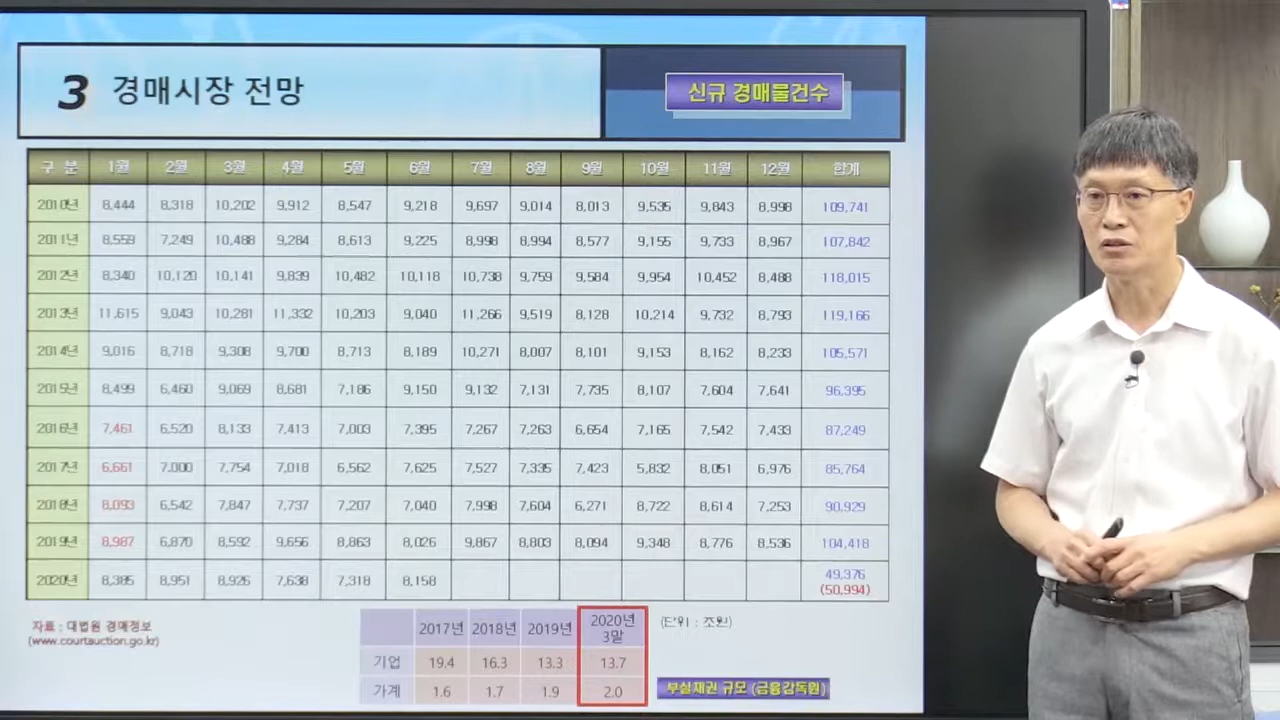 3 경매시장 전망
신규 경매물건수
구 분 1월 2월 3월 4월 5월 6월 7월 8월 9월 10월 11월 12월 합계
2010년 8,444 8,318 10,202 9,912 8,547 9,697 9,014 8,013 9,535 9,843 8,998 109,741
2011년 8,559 7,249 10,488 9,284 8,613 9,225 8,998 8,994 8,577 9,155 9,733 8,967 107,842
2012년 8,340 10,120 10,141 9,839 10,482 10,118 10,738 9,759 9,584 9,954 10,452 8,488 118,015
2013년 11,615 9,043 10,281 11,332 10,203 9,040 11,266 9,519 8,128 10,214 9,732 8,793 119,166
2014년 9,016 8,718 9,308 9,700 8,713 8,189 10,271 8,007 8,101 9,153 8,162 8,233 105,571
2015년 8,499 6,460 9,069 8,681 7,186 9,150 9,132 7,131 7,735 8,107 7,604 7,641 96,395
2016년 7,461 6,520 8,133 7,413 7,003 7,395 7,267 7,263 6,654 7,165 7,542 7,433 87,249
2017년 6,661 7,000 7,754 7,018 6,562 7,625 7,527 7,335 7,423 5,832 8,051 6,976 85,764
2018년 8,093 6,542 7,847 7,737 7,207 7,040 7,998 7,604 6,271 8,722 8,614 7,253 90,929
2019년 8,987 6,870 8,592 9,656 8,863 8,026 9,867 8,803 8,094 9,348 8,776 8,536 104,418
2020년 8,385 8,951 8,926 7,638 7,318 8,158 49,376
(50,994)
자료 : 대법원 경매정보
(www.courtauction.go.kr)
2017년 2018년 2019년 2020년 3말
(단위 : 조원)
기업 19.4 16.3 13.3 13.7
가계 1.6 1.7 1.9 2.0
부실채권 규모 (금융감독원)